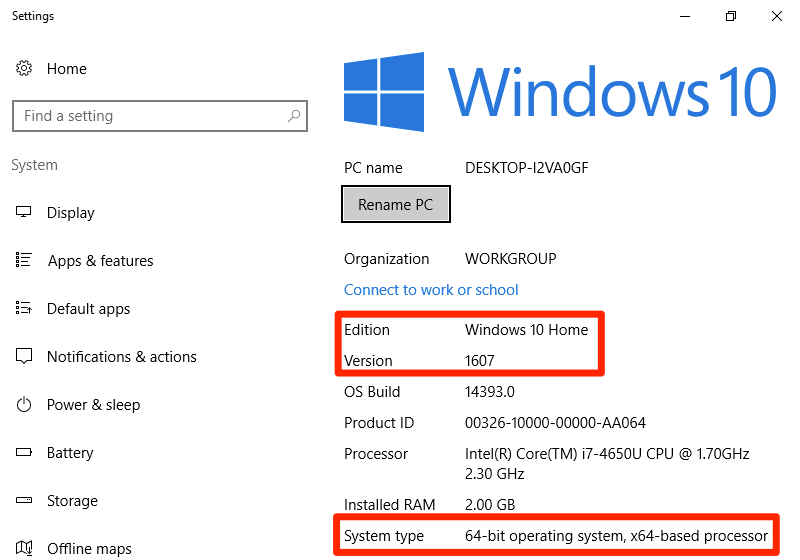 Settings
Home
Find a setting
System
Display
Apps & features
Default apps
Notifications & actions
Power & sleep
Battery
Storage
Offline maps
Windows 10
PC name DESKTOP-I2VA0GF
Rename PC
Organization WORKGROUP
Connect to work or school
Edition Windows 10 Home
Version 1607
OS Build 14393.0
Product ID 00326-10000-00000-AA064
Processor Intel(R) Core(TM) i7-4650U CPU @ 1.70GHz
2.30 GHz
Installed RAM 2.00 GB
System type 64-bit operating system, x64-based processor